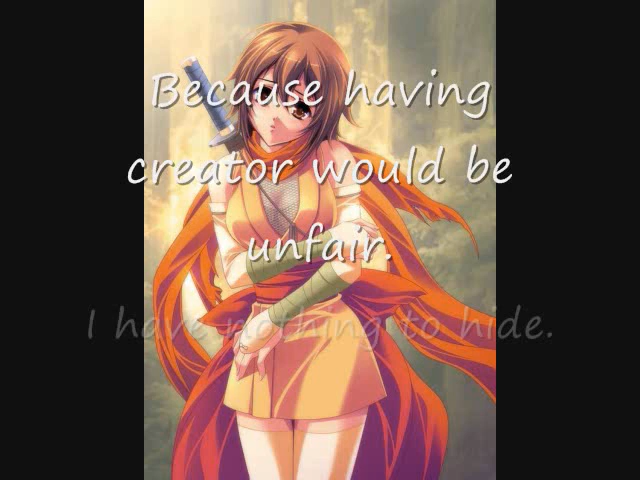 Because having
creator would be
unfair.
I have nothing to hide.